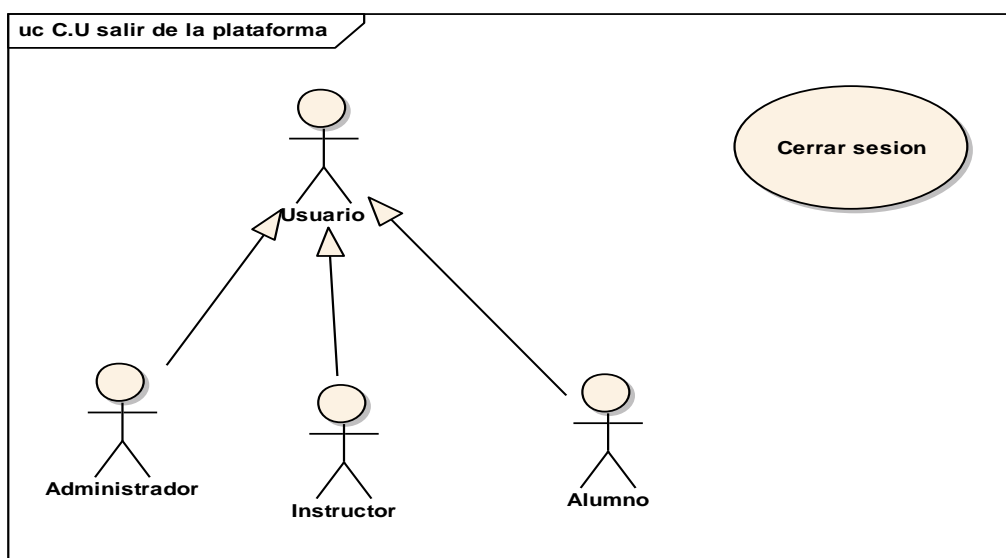 uc C.U salir de la plataforma
Usuario
Cerrar sesion
Administrador
Instructor
Alumno